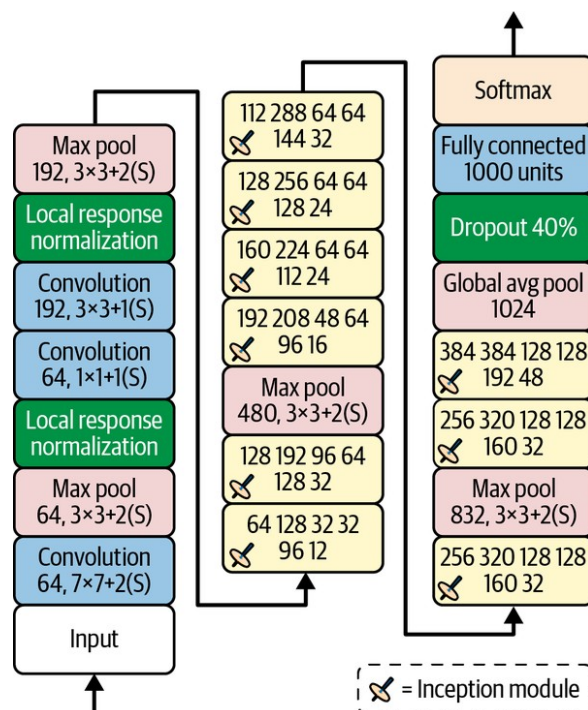 Max pool
192, 3×3+2(S)
Local response
normalization
Convolution
192, 3×3+1(S)
Convolution
64, 1×1+1(S)
Local response
normalization
Max pool
64, 3×3+2(S)
Convolution
64, 7×7+2(S)
Input
112 288 64 64
144 32
128 256 64 64
128 24
160 224 64 64
112 24
192 208 48 64
96 16
Max pool
480, 3×3+2(S)
128 192 96 64
128 32
64 128 32 32
96 12
Softmax
Fully connected
1000 units
Dropout 40%
Global avg pool
1024
384 384 128 128
192 48
256 320 128 128
160 32
Max pool
832, 3×3+2(S)
256 320 128 128
160 32
= Inception module